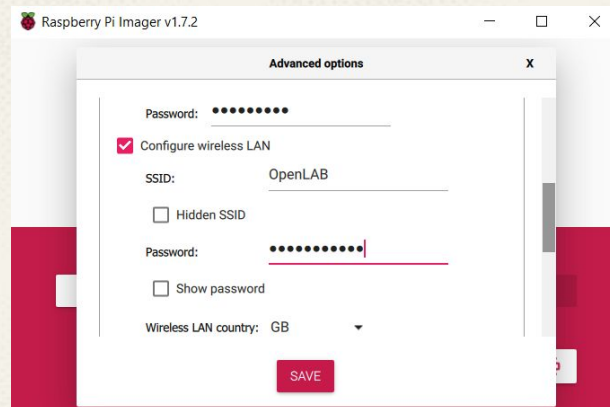 Raspberry Pi Imager v1.7.2
Advanced options
X
Password: •••••••••
Configure wireless LAN
SSID: OpenLAB
Hidden SSID
Password: •••••••••••
Show password
Wireless LAN country: GB
SAVE